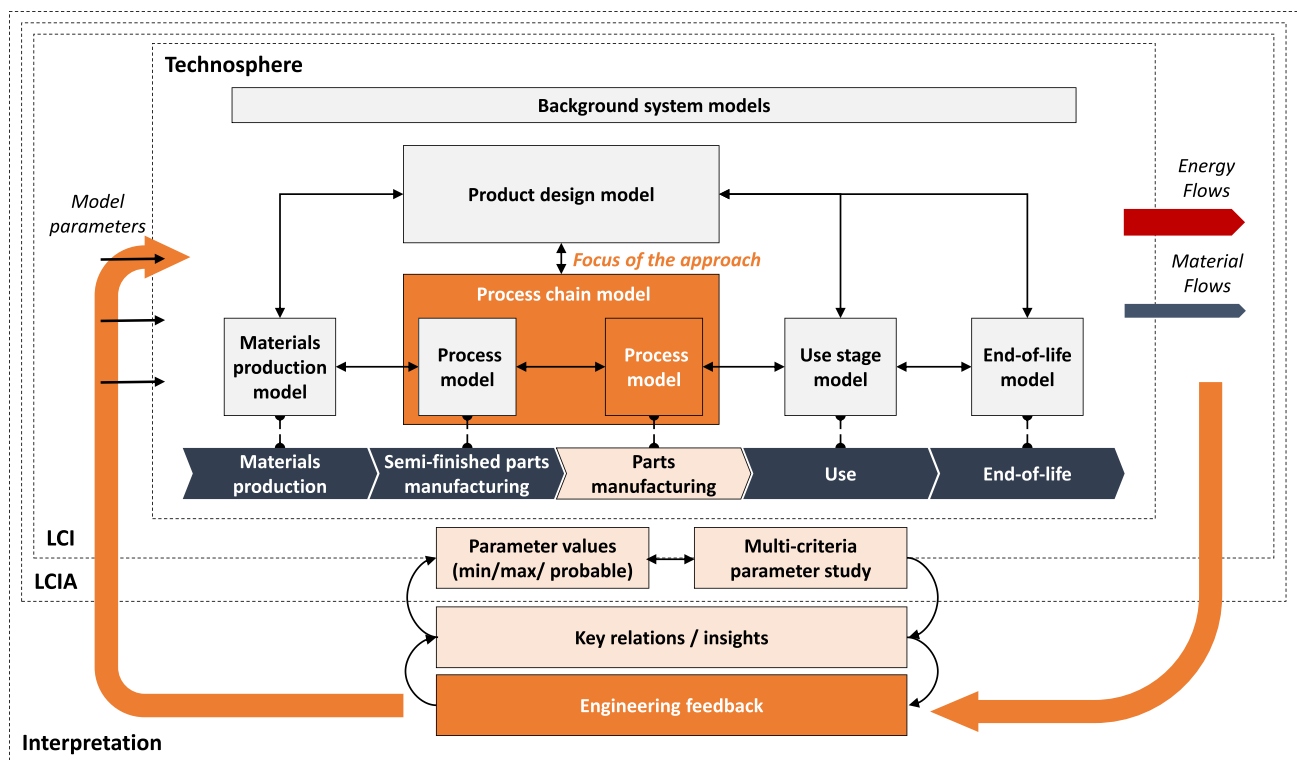 Technosphere
Background system models
Product design model
Model
parameters
Energy
Flows
Material
Flows
Focus of the approach
Process chain model
Materials
production
model
Process
model
Process
model
Use stage
model
End-of-life
model
Materials
production
Semi-finished parts
manufacturing
Parts
manufacturing
Use
End-of-life
LCI
Parameter values
(min/max/ probable)
Multi-criteria
parameter study
LCIA
Key relations / insights
Engineering feedback
Interpretation